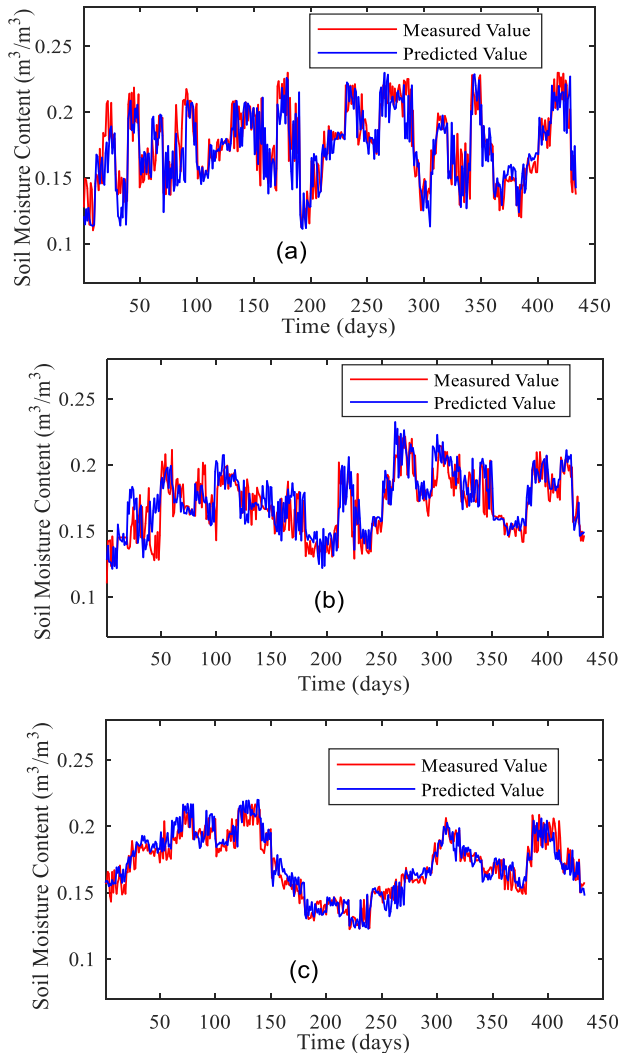 (a)
Measured Value
Predicted Value
Soil Moisture Content (m³/m³)
0.25
0.2
0.15
0.1
50 100 150 200 250 300 350 400 450
Time (days)
(b)
Measured Value
Predicted Value
Soil Moisture Content (m³/m³)
0.25
0.2
0.15
0.1
50 100 150 200 250 300 350 400 450
Time (days)
(c)
Measured Value
Predicted Value
Soil Moisture Content (m³/m³)
0.25
0.2
0.15
0.1
50 100 150 200 250 300 350 400 450
Time (days)